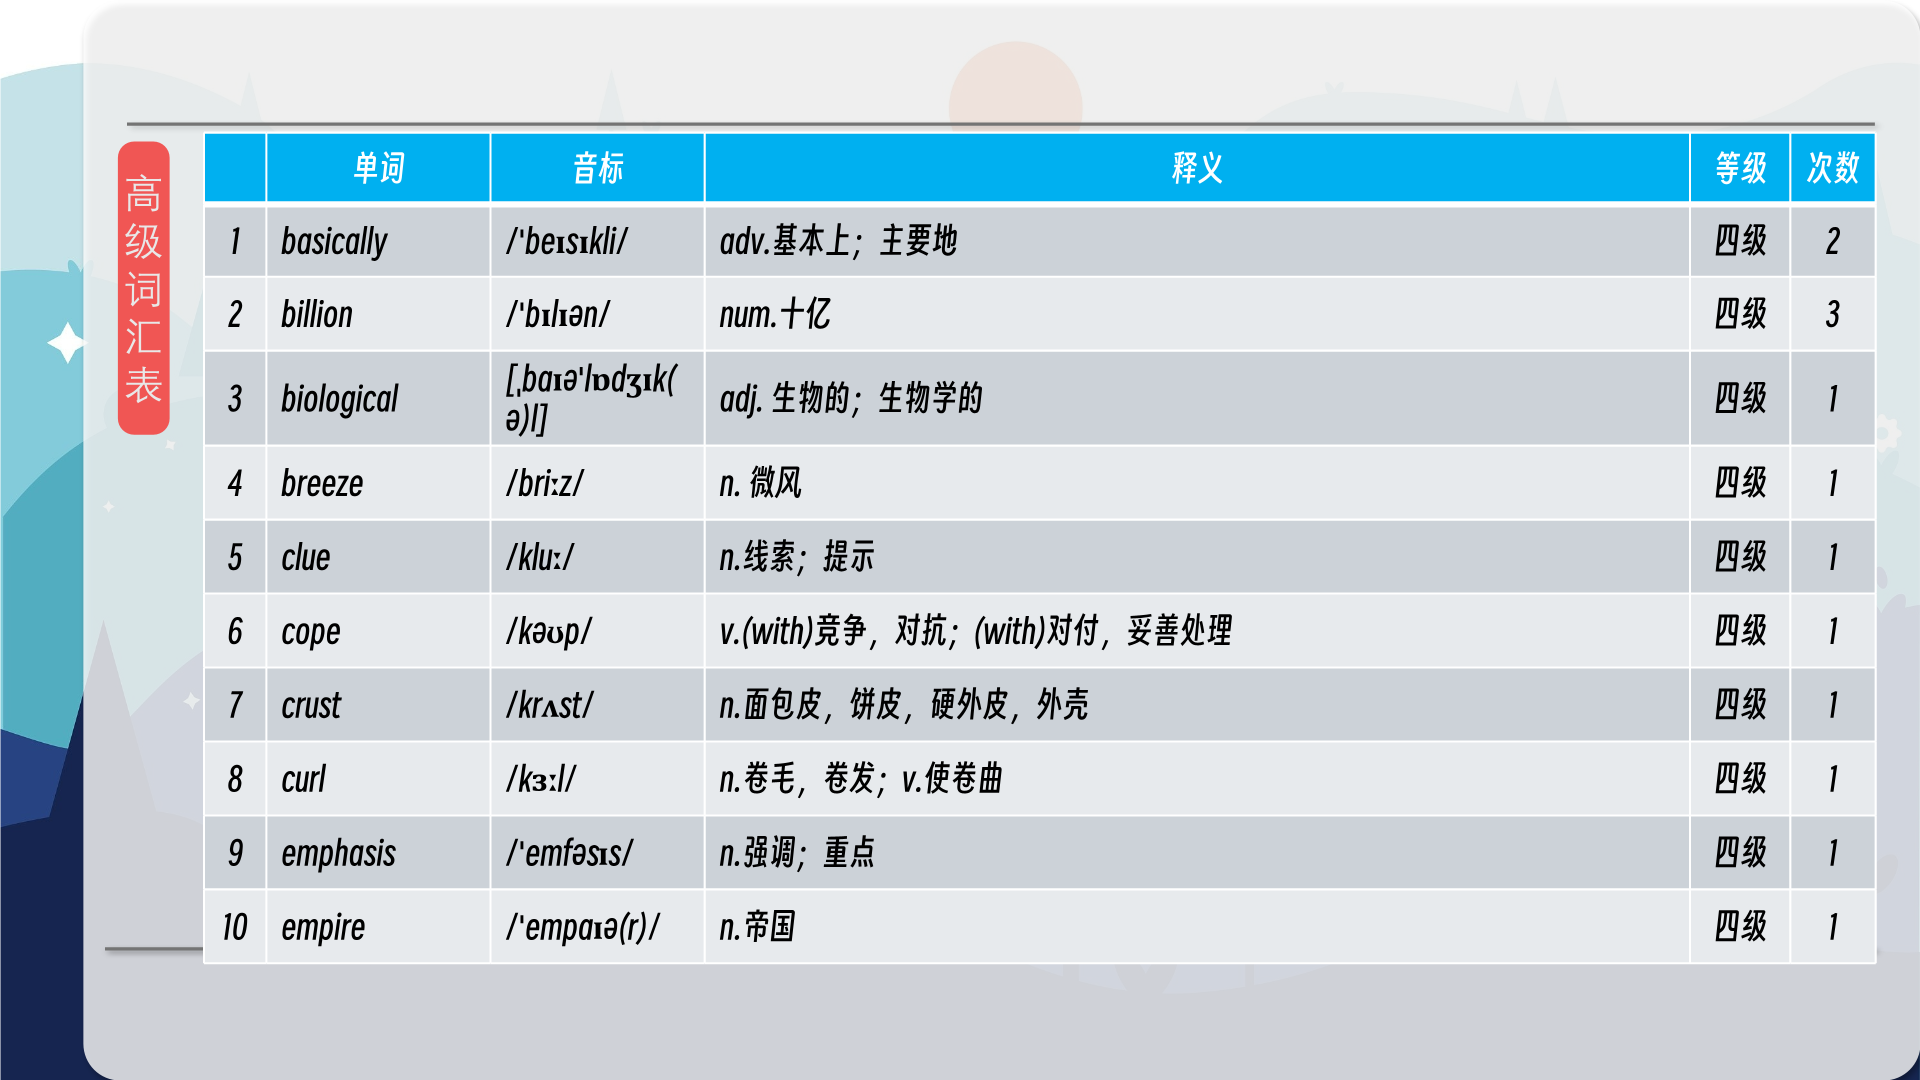 高
级
词
汇
表
单词 音标 释义 等级 次数
1 basically /'beɪsɪkli/ adv.基本上；主要地 四级 2
2 billion /'bɪlɪən/ num.十亿 四级 3
3 biological [ˌbaɪə'lɒdʒɪk( adj. 生物的；生物学的 四级 1
ə)l]
4 breeze /briːz/ n. 微风 四级 1
5 clue /kluː/ n.线索；提示 四级 1
6 cope /kəʊp/ v.(with)竞争，对抗；(with)对付，妥善处理 四级 1
7 crust /krʌst/ n.面包皮，饼皮，硬外皮，外壳 四级 1
8 curl /kɜːl/ n.卷毛，卷发；v.使卷曲 四级 1
9 emphasis /'emfəsɪs/ n.强调；重点 四级 1
10 empire /'empaɪə(r)/ n.帝国 四级 1